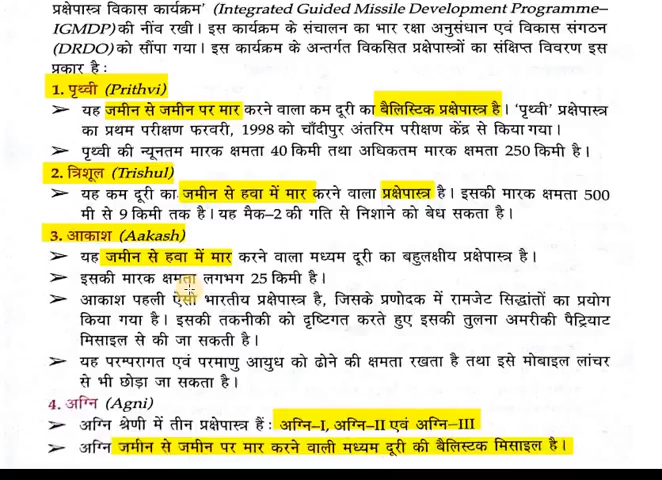 प्रक्षेपास्त्र विकास कार्यक्रम' (Integrated Guided Missile Development Programme–
IGMDP) की नींव रखी। इस कार्यक्रम के संचालन का भार रक्षा अनुसंधान एवं विकास संगठन
(DRDO) को सौंपा गया। इस कार्यक्रम के अन्तर्गत विकसित प्रक्षेपास्त्रों का संक्षिप्त विवरण इस
प्रकार है :
1. पृथ्वी (Prithvi)
➢ यह जमीन से जमीन पर मार करने वाला कम दूरी का बैलिस्टिक प्रक्षेपास्त्र है। 'पृथ्वी' प्रक्षेपास्त्र
का प्रथम परीक्षण फरवरी, 1998 को चाँदीपुर अंतरिम परीक्षण केंद्र से किया गया।
➢ पृथ्वी की न्यूनतम मारक क्षमता 40 किमी तथा अधिकतम मारक क्षमता 250 किमी है।
2. त्रिशूल (Trishul)
➢ यह कम दूरी का जमीन से हवा में मार करने वाला प्रक्षेपास्त्र है। इसकी मारक क्षमता 500
मी से 9 किमी तक है। यह मैक–2 की गति से निशाने को बेध सकता है।
3. आकाश (Aakash)
➢ यह जमीन से हवा में मार करने वाला मध्यम दूरी का बहुलक्षीय प्रक्षेपास्त्र है।
➢ इसकी मारक क्षमता लगभग 25 किमी है।
➢ आकाश पहली ऐसी भारतीय प्रक्षेपास्त्र है, जिसके प्रणोदक में रामजेट सिद्धांतों का प्रयोग
किया गया है। इसकी तकनीकी को दृष्टिगत करते हुए इसकी तुलना अमरीकी पैट्रियाट
मिसाइल से की जा सकती है।
➢ यह परम्परागत एवं परमाणु आयुध को ढोने की क्षमता रखता है तथा इसे मोबाइल लांचर
से भी छोड़ा जा सकता है।
4. अग्नि (Agni)
➢ अग्नि श्रेणी में तीन प्रक्षेपास्त्र हैं : अग्नि–I, अग्नि–II एवं अग्नि–III
➢ अग्नि जमीन से जमीन पर मार करने वाली मध्यम दूरी की बैलिस्टक मिसाइल है।